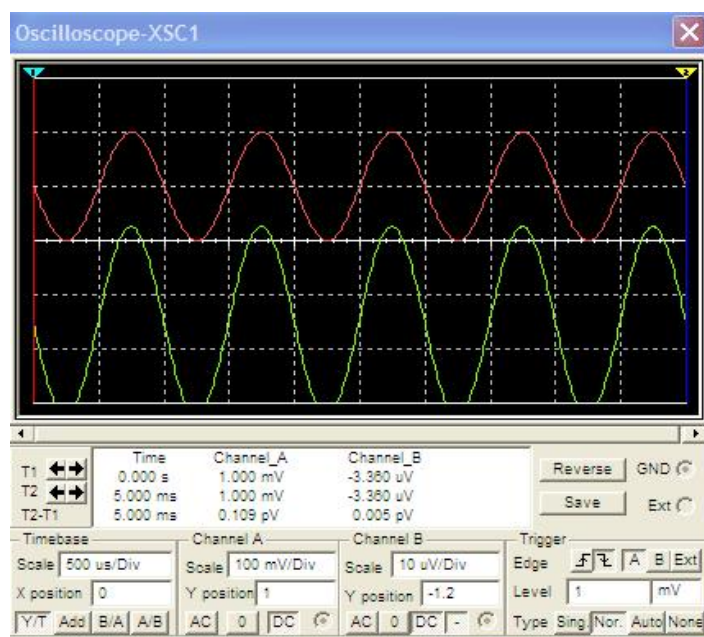 Oscilloscope-XSC1
1 2
Time Channel_A Channel_B
T1 0.000 s 1.000 mV -3.360 uV
T2 5.000 ms 1.000 mV -3.360 uV
T2-T1 5.000 ms 0.109 pV 0.005 pV
Reverse GND
Save Ext
Timebase Channel A Channel B Trigger
Scale 500 us/Div Scale 100 mV/Div Scale 10 uV/Div Edge A B Ext
X position 0 Y position 1 Y position -1.2 Level 1 mV
Y/T Add B/A A/B AC 0 DC AC 0 DC - Type Sing. Nor. Auto None